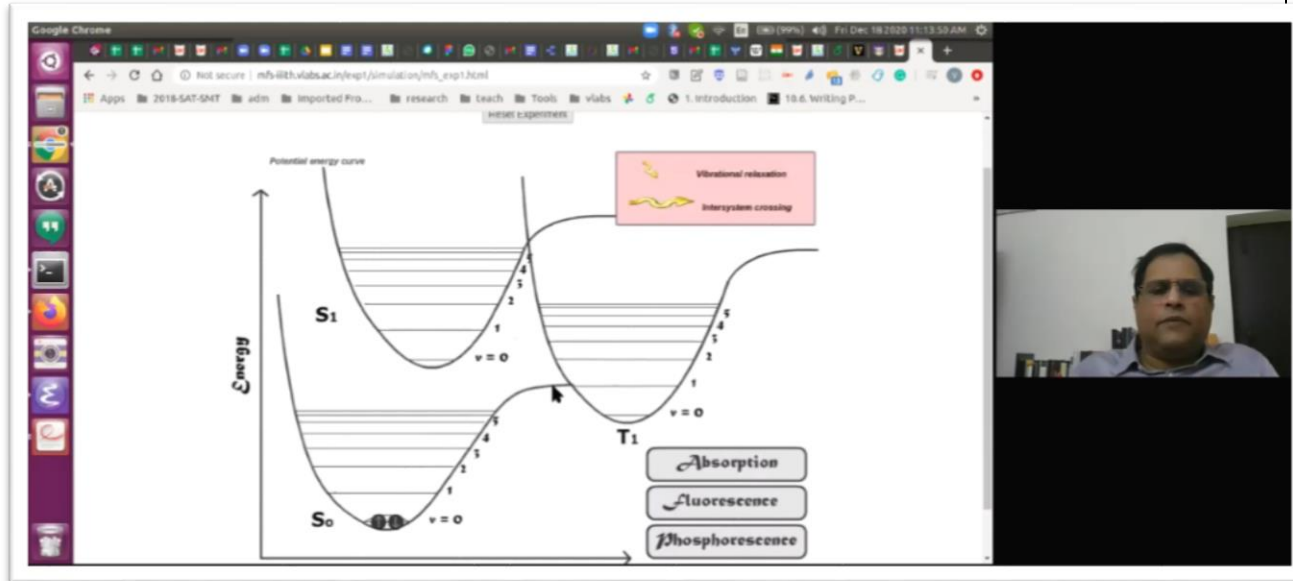 Google Chrome
En (99%) Fri Dec 18 2020 11:13:50 AM
Not secure | mfs-iiith.vlabs.ac.in/exp1/simulation/mfs_exp1.html
Apps 2018-SAT-SMT adm Imported Fro... research teach Tools vlabs 1. Introduction 10.6. Writing P...
Reset Experiment
Potential energy curve
Vibrational relaxation
Intersystem crossing
Energy
S1
5
4
3
2
1
v = 0
T1
5
4
3
2
1
v = 0
S0
5
4
3
2
1
v = 0
Absorption
Fluorescence
Phosphorescence